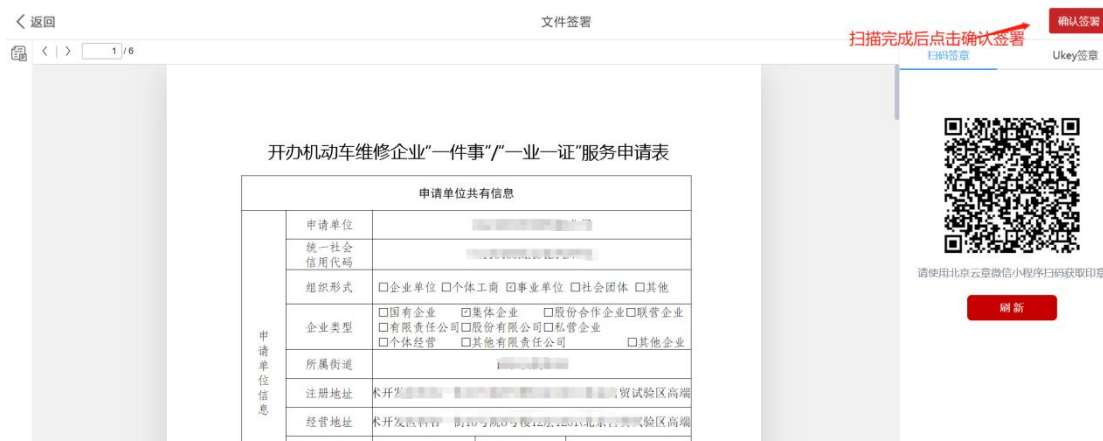 返回
文件签署
确认签署
扫描完成后点击确认签署
1 / 6
扫码签章
Ukey签章
开办机动车维修企业“一件事”/“一业一证”服务申请表
申请单位共有信息
申请单位信息
申请单位
统一社会
信用代码
组织形式
☐企业单位 ☐个体工商 ☑事业单位 ☐社会团体 ☐其他
企业类型
☐国有企业 ☑集体企业 ☐股份合作企业☐联营企业
☐有限责任公司☐股份有限公司☐私营企业
☐个体经营 ☐其他有限责任公司 ☐其他企业
所属街道
注册地址
术开发 贸试验区高端
经营地址
术开发 试验区高端
请使用北京云章微信小程序扫码获取印章
刷新